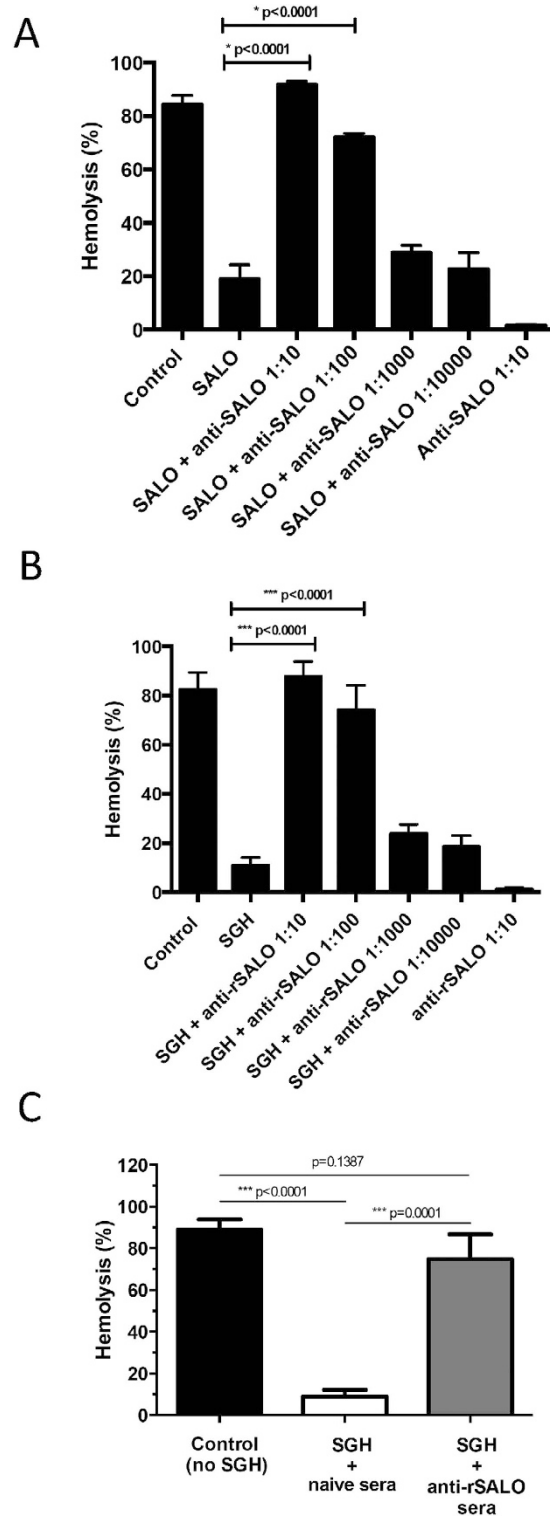 A
* p<0.0001
* p<0.0001
Hemolysis (%)
100
80
60
40
20
0
Control
SALO
SALO + anti-SALO 1:10
SALO + anti-SALO 1:100
SALO + anti-SALO 1:1000
SALO + anti-SALO 1:10000
Anti-SALO 1:10
B
*** p<0.0001
*** p<0.0001
Hemolysis (%)
100
80
60
40
20
0
Control
SGH
SGH + anti-rSALO 1:10
SGH + anti-rSALO 1:100
SGH + anti-rSALO 1:1000
SGH + anti-rSALO 1:10000
anti-rSALO 1:10
C
p=0.1387
*** p<0.0001
*** p=0.0001
Hemolysis (%)
120
100
80
60
40
20
0
Control
(no SGH)
SGH
+
naive sera
SGH
+
anti-rSALO
sera